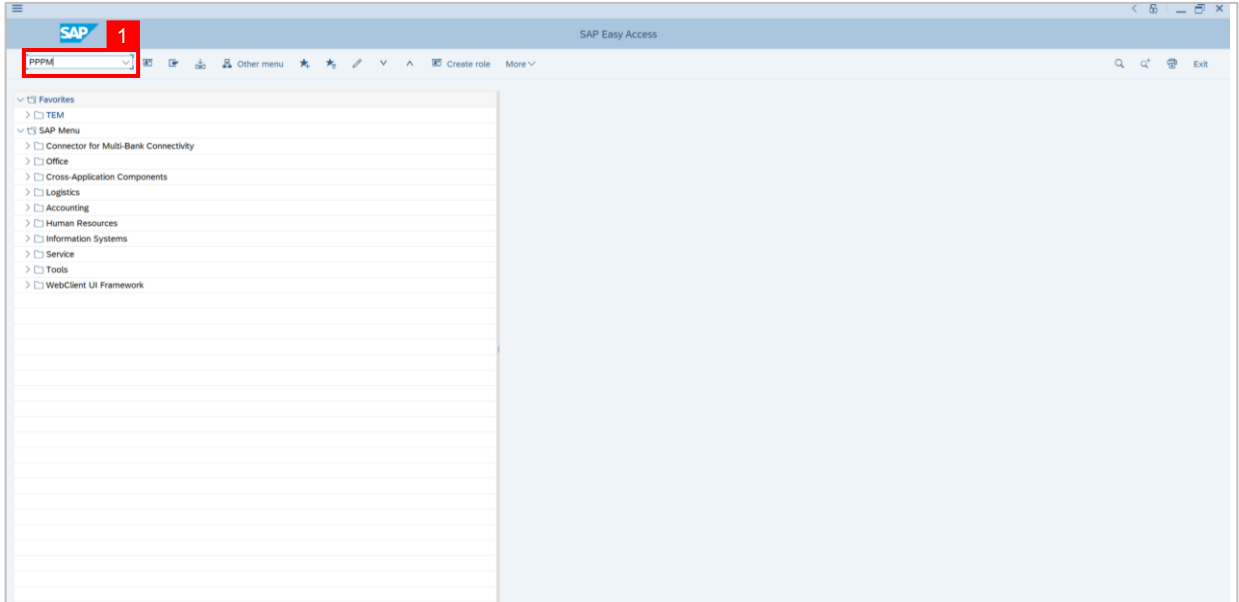 SAP
1
SAP Easy Access
PPPM
Other menu
Create role
More
Exit
Favorites
TEM
SAP Menu
Connector for Multi-Bank Connectivity
Office
Cross-Application Components
Logistics
Accounting
Human Resources
Information Systems
Service
Tools
WebClient UI Framework